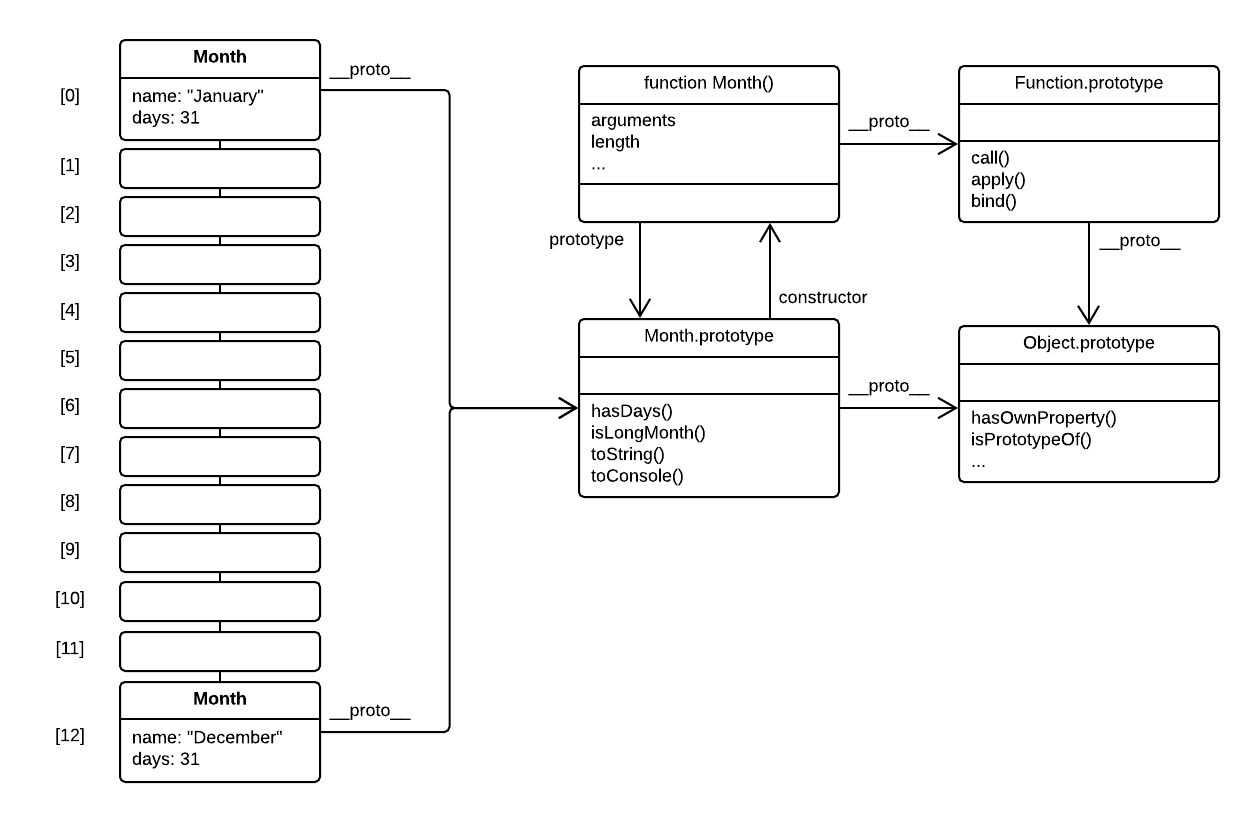 Month
__proto__
[0]
name: "January"
days: 31
[1]
[2]
[3]
[4]
[5]
[6]
[7]
[8]
[9]
[10]
[11]
Month
__proto__
[12]
name: "December"
days: 31
function Month()
arguments
length
...
__proto__
prototype
constructor
Month.prototype
hasDays()
isLongMonth()
toString()
toConsole()
__proto__
Function.prototype
call()
apply()
bind()
__proto__
Object.prototype
hasOwnProperty()
isPrototypeOf()
...